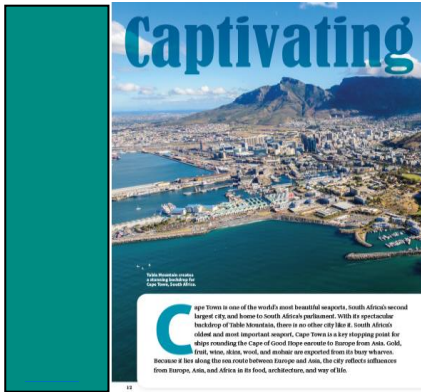 Captivating
Table Mountain creates
a stunning backdrop for
Cape Town, South Africa.
Cape Town is one of the world's most beautiful seaports, South Africa's second
largest city, and home to South Africa's parliament. With its spectacular
backdrop of Table Mountain, there is no other city like it. South Africa's
oldest and most important seaport, Cape Town is a key stopping point for
ships rounding the Cape of Good Hope enroute to Europe from Asia. Gold,
fruit, wine, skins, wool, and mohair are exported from its busy wharves.
Because it lies along the sea route between Europe and Asia, the city reflects influences
from Europe, Asia, and Africa in its food, architecture, and way of life.
12